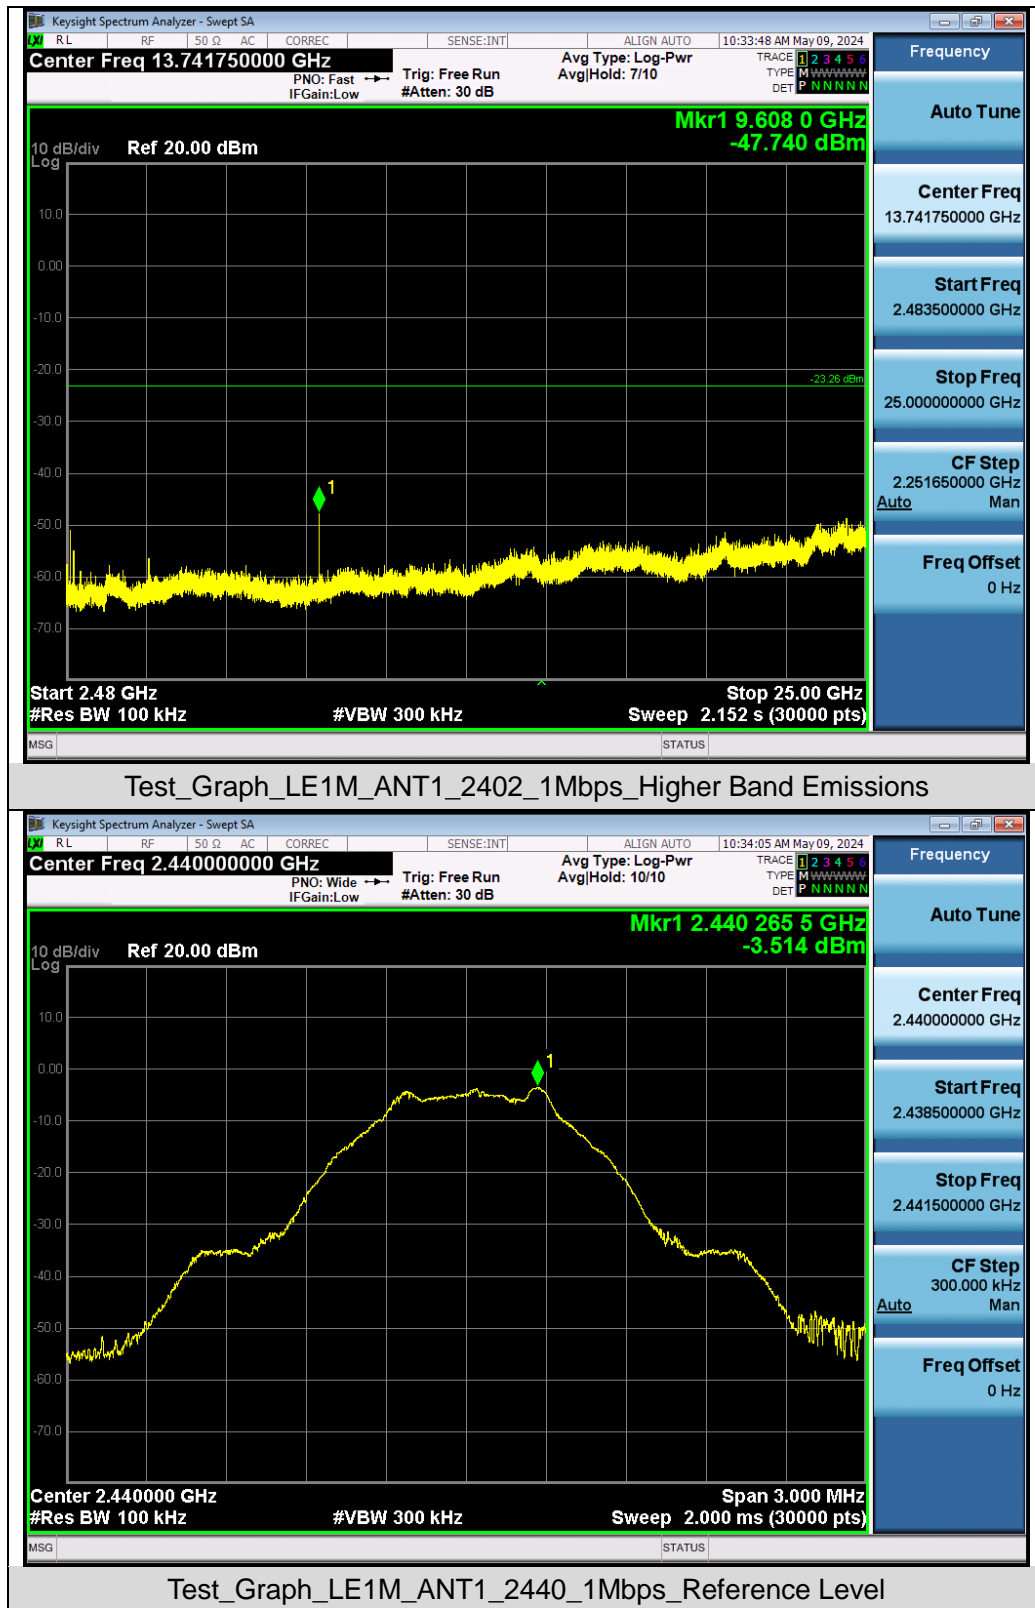 Keysight Spectrum Analyzer - Swept SA
LXI RL RF 50 Ω AC CORREC SENSE:INT ALIGN AUTO 10:33:48 AM May 09, 2024
Center Freq 13.741750000 GHz
PNO: Fast
IFGain:Low
Trig: Free Run
#Atten: 30 dB
Avg Type: Log-Pwr
Avg|Hold: 7/10
TRACE 1 2 3 4 5 6
TYPE M W W W W W
DET P N N N N N
Mkr1 9.608 0 GHz
-47.740 dBm
10 dB/div Ref 20.00 dBm
Log
10.0
0.00
-10.0
-20.0
-23.26 dBm
-30.0
-40.0
1
-50.0
-60.0
-70.0
Start 2.48 GHz Stop 25.00 GHz
#Res BW 100 kHz #VBW 300 kHz Sweep 2.152 s (30000 pts)
MSG STATUS
Frequency
Auto Tune
Center Freq
13.741750000 GHz
Start Freq
2.483500000 GHz
Stop Freq
25.000000000 GHz
CF Step
2.251650000 GHz
Auto Man
Freq Offset
0 Hz
Test_Graph_LE1M_ANT1_2402_1Mbps_Higher Band Emissions
Keysight Spectrum Analyzer - Swept SA
LXI RL RF 50 Ω AC CORREC SENSE:INT ALIGN AUTO 10:34:05 AM May 09, 2024
Center Freq 2.440000000 GHz
PNO: Wide
IFGain:Low
Trig: Free Run
#Atten: 30 dB
Avg Type: Log-Pwr
Avg|Hold: 10/10
TRACE 1 2 3 4 5 6
TYPE M W W W W W
DET P N N N N N
Mkr1 2.440 265 5 GHz
-3.514 dBm
10 dB/div Ref 20.00 dBm
Log
10.0
0.00
1
-10.0
-20.0
-30.0
-40.0
-50.0
-60.0
-70.0
Center 2.440000 GHz Span 3.000 MHz
#Res BW 100 kHz #VBW 300 kHz Sweep 2.000 ms (30000 pts)
MSG STATUS
Frequency
Auto Tune
Center Freq
2.440000000 GHz
Start Freq
2.438500000 GHz
Stop Freq
2.441500000 GHz
CF Step
300.000 kHz
Auto Man
Freq Offset
0 Hz
Test_Graph_LE1M_ANT1_2440_1Mbps_Reference Level